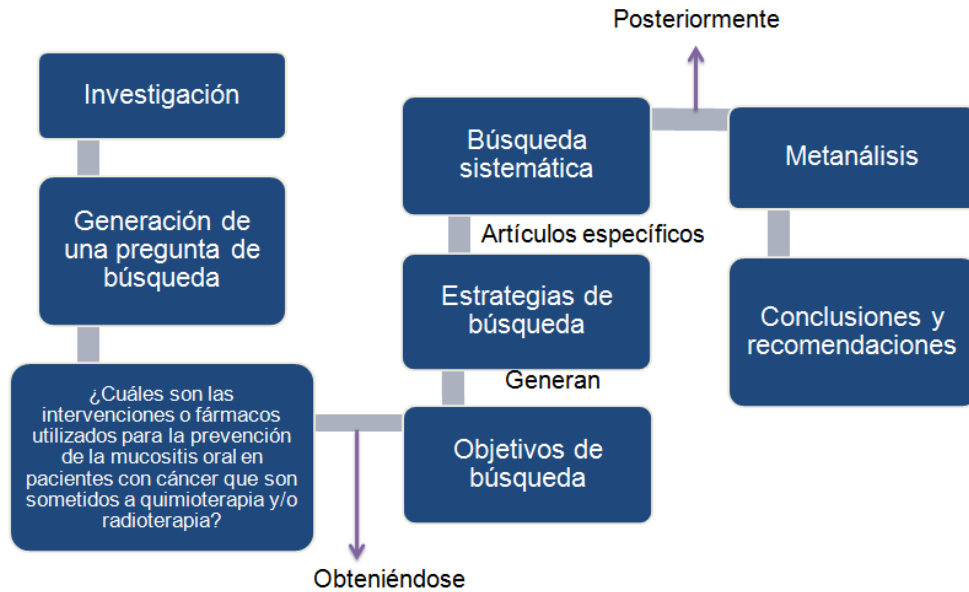 Investigación
Generación de
una pregunta de
búsqueda
¿Cuáles son las
intervenciones o fármacos
utilizados para la prevención
de la mucositis oral en
pacientes con cáncer que son
sometidos a quimioterapia y/o
radioterapia?
Obteniéndose
Objetivos de
búsqueda
Generan
Estrategias de
búsqueda
Artículos específicos
Búsqueda
sistemática
Posteriormente
Metanálisis
Conclusiones y
recomendaciones